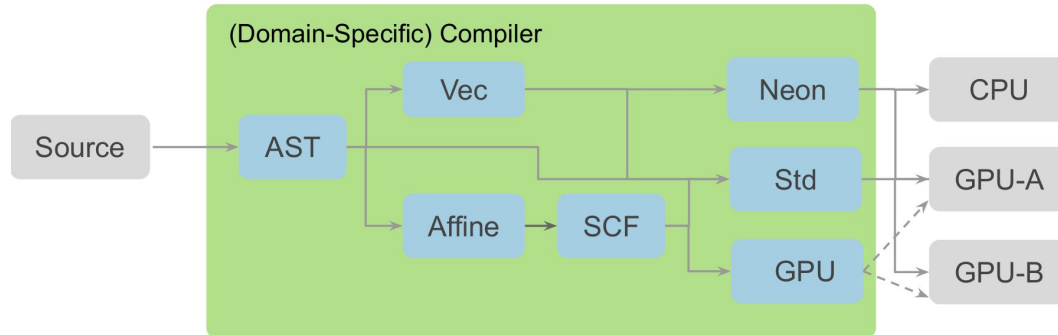 (Domain-Specific) Compiler
Vec
Neon
CPU
Source
AST
Std
GPU-A
Affine
SCF
GPU
GPU-B